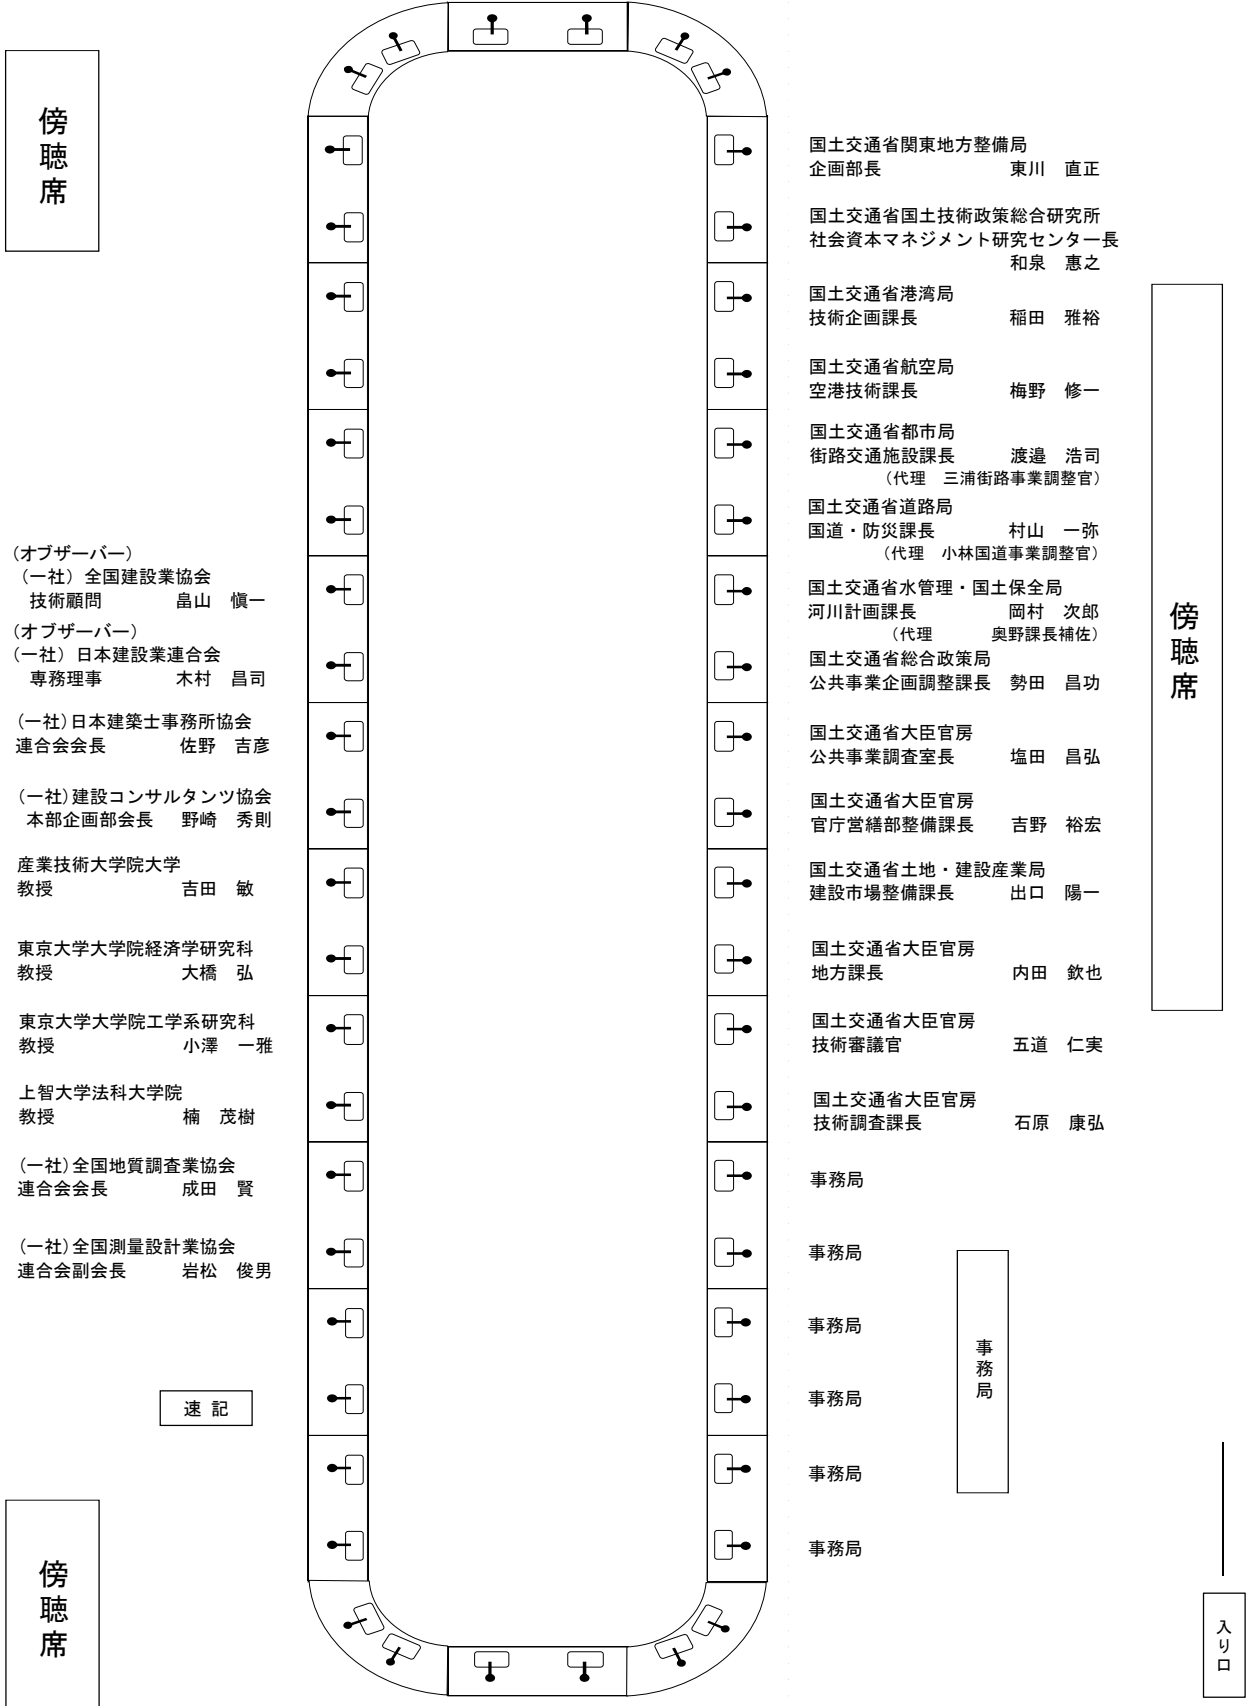 傍聴席
(オブザーバー)
(一社)全国建設業協会
技術顧問 畠山 愼一
(オブザーバー)
(一社)日本建設業連合会
専務理事 木村 昌司
(一社)日本建築士事務所協会
連合会会長 佐野 吉彦
(一社)建設コンサルタンツ協会
本部企画部会長 野崎 秀則
産業技術大学院大学
教授 吉田 敏
東京大学大学院経済学研究科
教授 大橋 弘
東京大学大学院工学系研究科
教授 小澤 一雅
上智大学法科大学院
教授 楠 茂樹
(一社)全国地質調査業協会
連合会会長 成田 賢
(一社)全国測量設計業協会
連合会副会長 岩松 俊男
速記
傍聴席
国土交通省関東地方整備局
企画部長 東川 直正
国土交通省国土技術政策総合研究所
社会資本マネジメント研究センター長
和泉 惠之
国土交通省港湾局
技術企画課長 稲田 雅裕
国土交通省航空局
空港技術課長 梅野 修一
国土交通省都市局
街路交通施設課長 渡邉 浩司
(代理 三浦街路事業調整官)
国土交通省道路局
国道・防災課長 村山 一弥
(代理 小林国道事業調整官)
国土交通省水管理・国土保全局
河川計画課長 岡村 次郎
(代理 奥野課長補佐)
国土交通省総合政策局
公共事業企画調整課長 勢田 昌功
国土交通省大臣官房
公共事業調査室長 塩田 昌弘
国土交通省大臣官房
官庁営繕部整備課長 吉野 裕宏
国土交通省土地・建設産業局
建設市場整備課長 出口 陽一
国土交通省大臣官房
地方課長 内田 欽也
国土交通省大臣官房
技術審議官 五道 仁実
国土交通省大臣官房
技術調査課長 石原 康弘
事務局
事務局
事務局
事務局
事務局
事務局
傍聴席
事務局
入り口